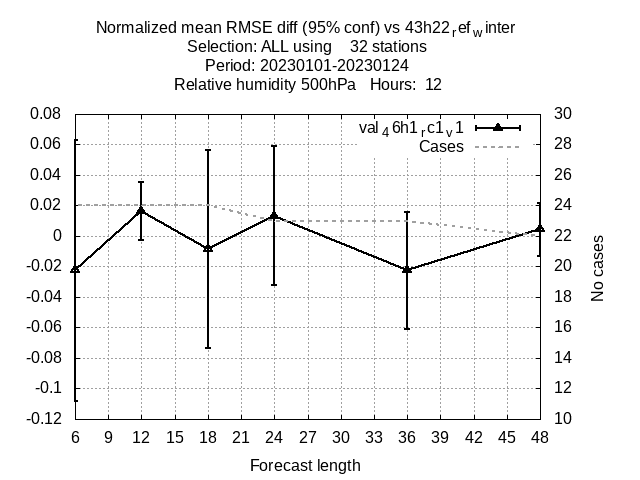 Normalized mean RMSE diff (95% conf) vs 43h22refwinter
Selection: ALL using    32 stations
Period: 20230101-20230124
Relative humidity 500hPa   Hours:  12
0.08 30
val46h1rc1v1
0.06 28
Cases
0.04 26
0.02 24
0 22
-0.02 20
-0.04 18
-0.06 16
-0.08 14
-0.1 12
-0.12 10
No cases
6 9 12 15 18 21 24 27 30 33 36 39 42 45 48
Forecast length